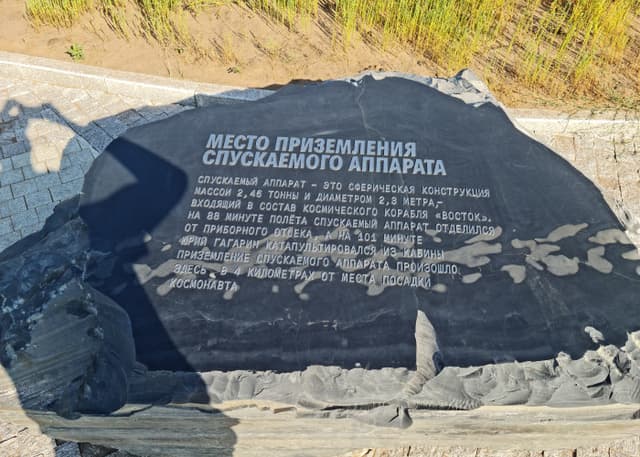 МЕСТО ПРИЗЕМЛЕНИЯ
СПУСКАЕМОГО АППАРАТА
СПУСКАЕМЫЙ АППАРАТ - ЭТО СФЕРИЧЕСКАЯ КОНСТРУКЦИЯ
МАССОЙ 2,46 ТОННЫ И ДИАМЕТРОМ 2,3 МЕТРА,-
ВХОДЯЩИЙ В СОСТАВ КОСМИЧЕСКОГО КОРАБЛЯ «ВОСТОК».
НА 88 МИНУТЕ ПОЛЁТА СПУСКАЕМЫЙ АППАРАТ ОТДЕЛИЛСЯ
ОТ ПРИБОРНОГО ОТСЕКА, А НА 101 МИНУТЕ
ЮРИЙ ГАГАРИН КАТАПУЛЬТИРОВАЛСЯ ИЗ КАБИНЫ
ПРИЗЕМЛЕНИЕ СПУСКАЕМОГО АППАРАТА ПРОИЗОШЛО
ЗДЕСЬ, В 4 КИЛОМЕТРАХ ОТ МЕСТА ПОСАДКИ
КОСМОНАВТА